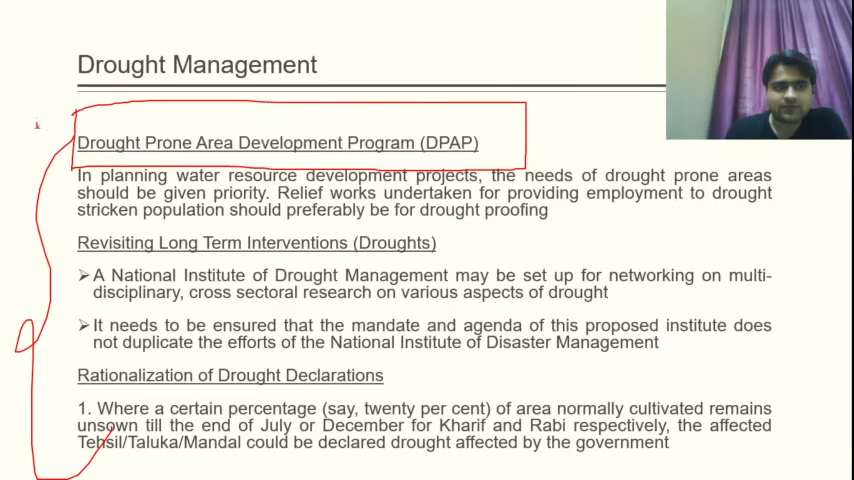 Drought Management
k
Drought Prone Area Development Program (DPAP)
In planning water resource development projects, the needs of drought prone areas
should be given priority. Relief works undertaken for providing employment to drought
stricken population should preferably be for drought proofing
Revisiting Long Term Interventions (Droughts)
➢A National Institute of Drought Management may be set up for networking on multi-
disciplinary, cross sectoral research on various aspects of drought
➢It needs to be ensured that the mandate and agenda of this proposed institute does
not duplicate the efforts of the National Institute of Disaster Management
Rationalization of Drought Declarations
1. Where a certain percentage (say, twenty per cent) of area normally cultivated remains
unsown till the end of July or December for Kharif and Rabi respectively, the affected
Tehsil/Taluka/Mandal could be declared drought affected by the government